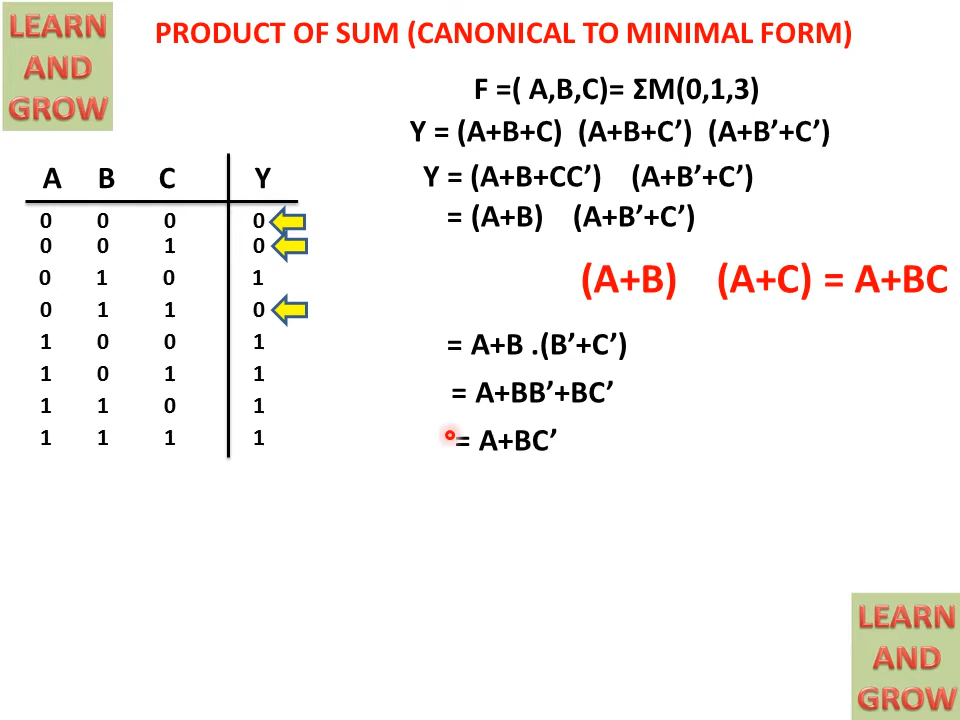 LEARN
AND
GROW
PRODUCT OF SUM (CANONICAL TO MINIMAL FORM)
F =( A,B,C)= ΣM(0,1,3)
Y = (A+B+C) (A+B+C’) (A+B’+C’)
Y = (A+B+CC’) (A+B’+C’)
= (A+B) (A+B’+C’)
(A+B) (A+C) = A+BC
= A+B .(B’+C’)
= A+BB’+BC’
= A+BC’
A B C Y
0 0 0 0
0 0 1 0
0 1 0 1
0 1 1 0
1 0 0 1
1 0 1 1
1 1 0 1
1 1 1 1
LEARN
AND
GROW